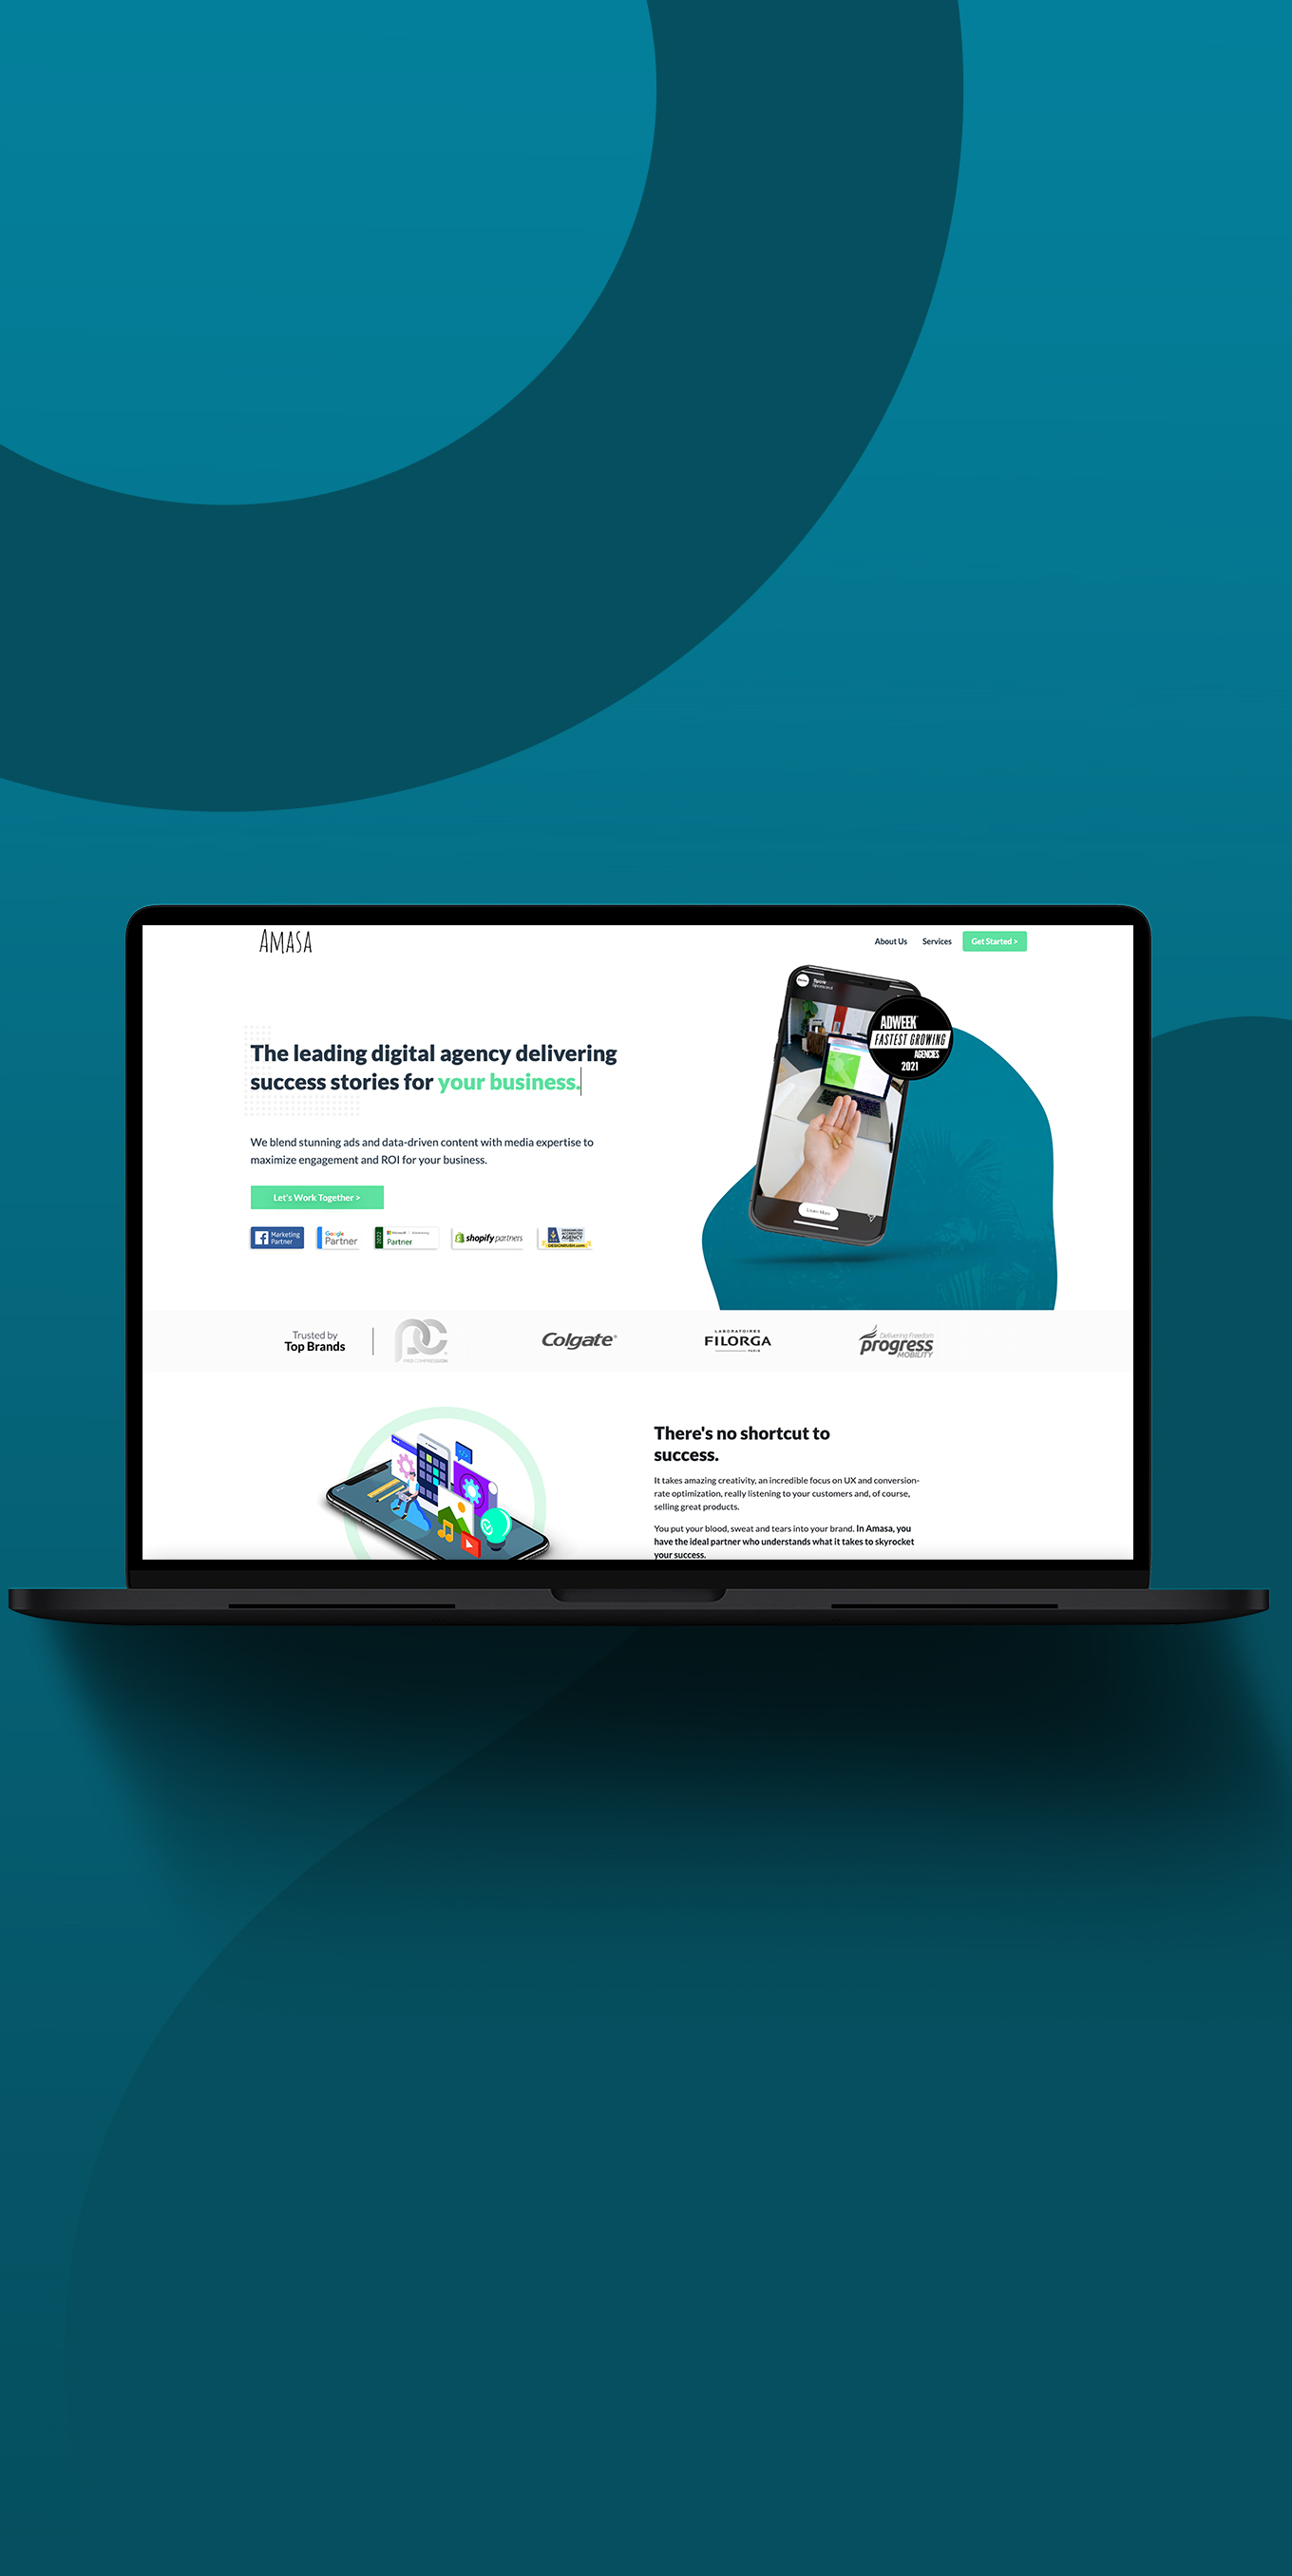 AMASA
About Us
Services
Get Started >
Sponsored
ADWEEK
FASTEST GROWING
AGENCIES
2021
The leading digital agency delivering
success stories for your business.
We blend stunning ads and data-driven content with media expertise to
maximize engagement and ROI for your business.
Let's Work Together >
Learn More
Marketing
Partner
Google
Partner
2022
Microsoft Advertising
Partner
shopify partners
DESIGNRUSH
ACCREDITED
AGENCY
DESIGNRUSH.com
Trusted by
Top Brands
PC
PRO COMPRESSION
Colgate®
LABORATOIRES
FILORGA
PARIS
Delivering Freedom
progress
MOBILITY
There's no shortcut to
success.
It takes amazing creativity, an incredible focus on UX and conversion-
rate optimization, really listening to your customers and, of course,
selling great products.
You put your blood, sweat and tears into your brand. In Amasa, you
have the ideal partner who understands what it takes to skyrocket
your success.